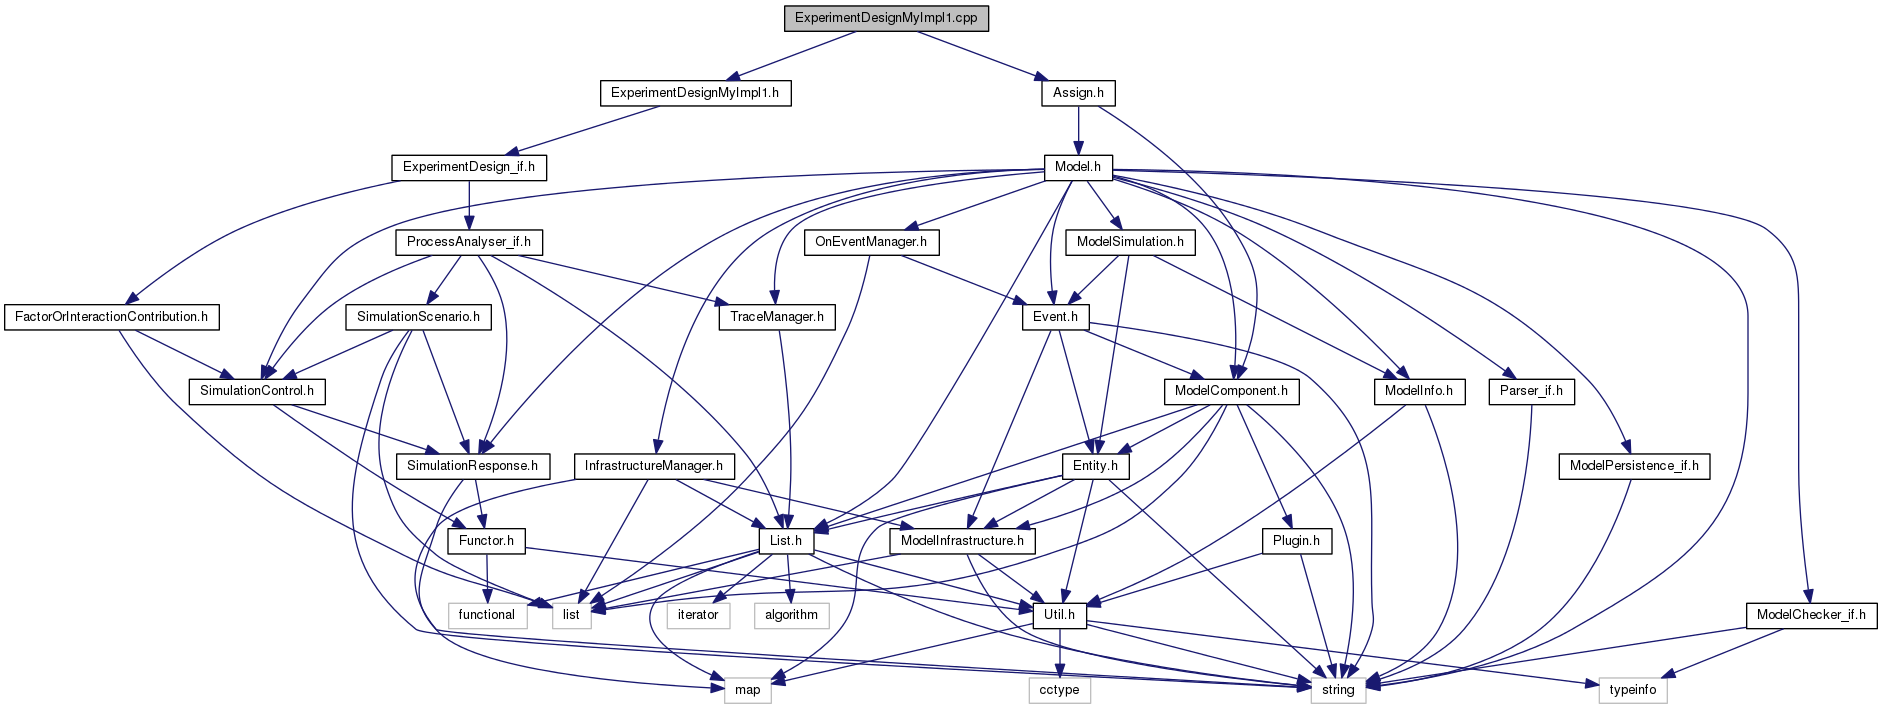 ExperimentDesignMyImpl1.cpp
ExperimentDesignMyImpl1.h
Assign.h
ExperimentDesign_if.h
Model.h
ProcessAnalyser_if.h
OnEventManager.h
ModelSimulation.h
FactorOrInteractionContribution.h
SimulationScenario.h
TraceManager.h
Event.h
SimulationControl.h
ModelComponent.h
ModelInfo.h
Parser_if.h
SimulationResponse.h
InfrastructureManager.h
Entity.h
ModelPersistence_if.h
Functor.h
List.h
ModelInfrastructure.h
Plugin.h
functional
list
iterator
algorithm
Util.h
ModelChecker_if.h
map
cctype
string
typeinfo